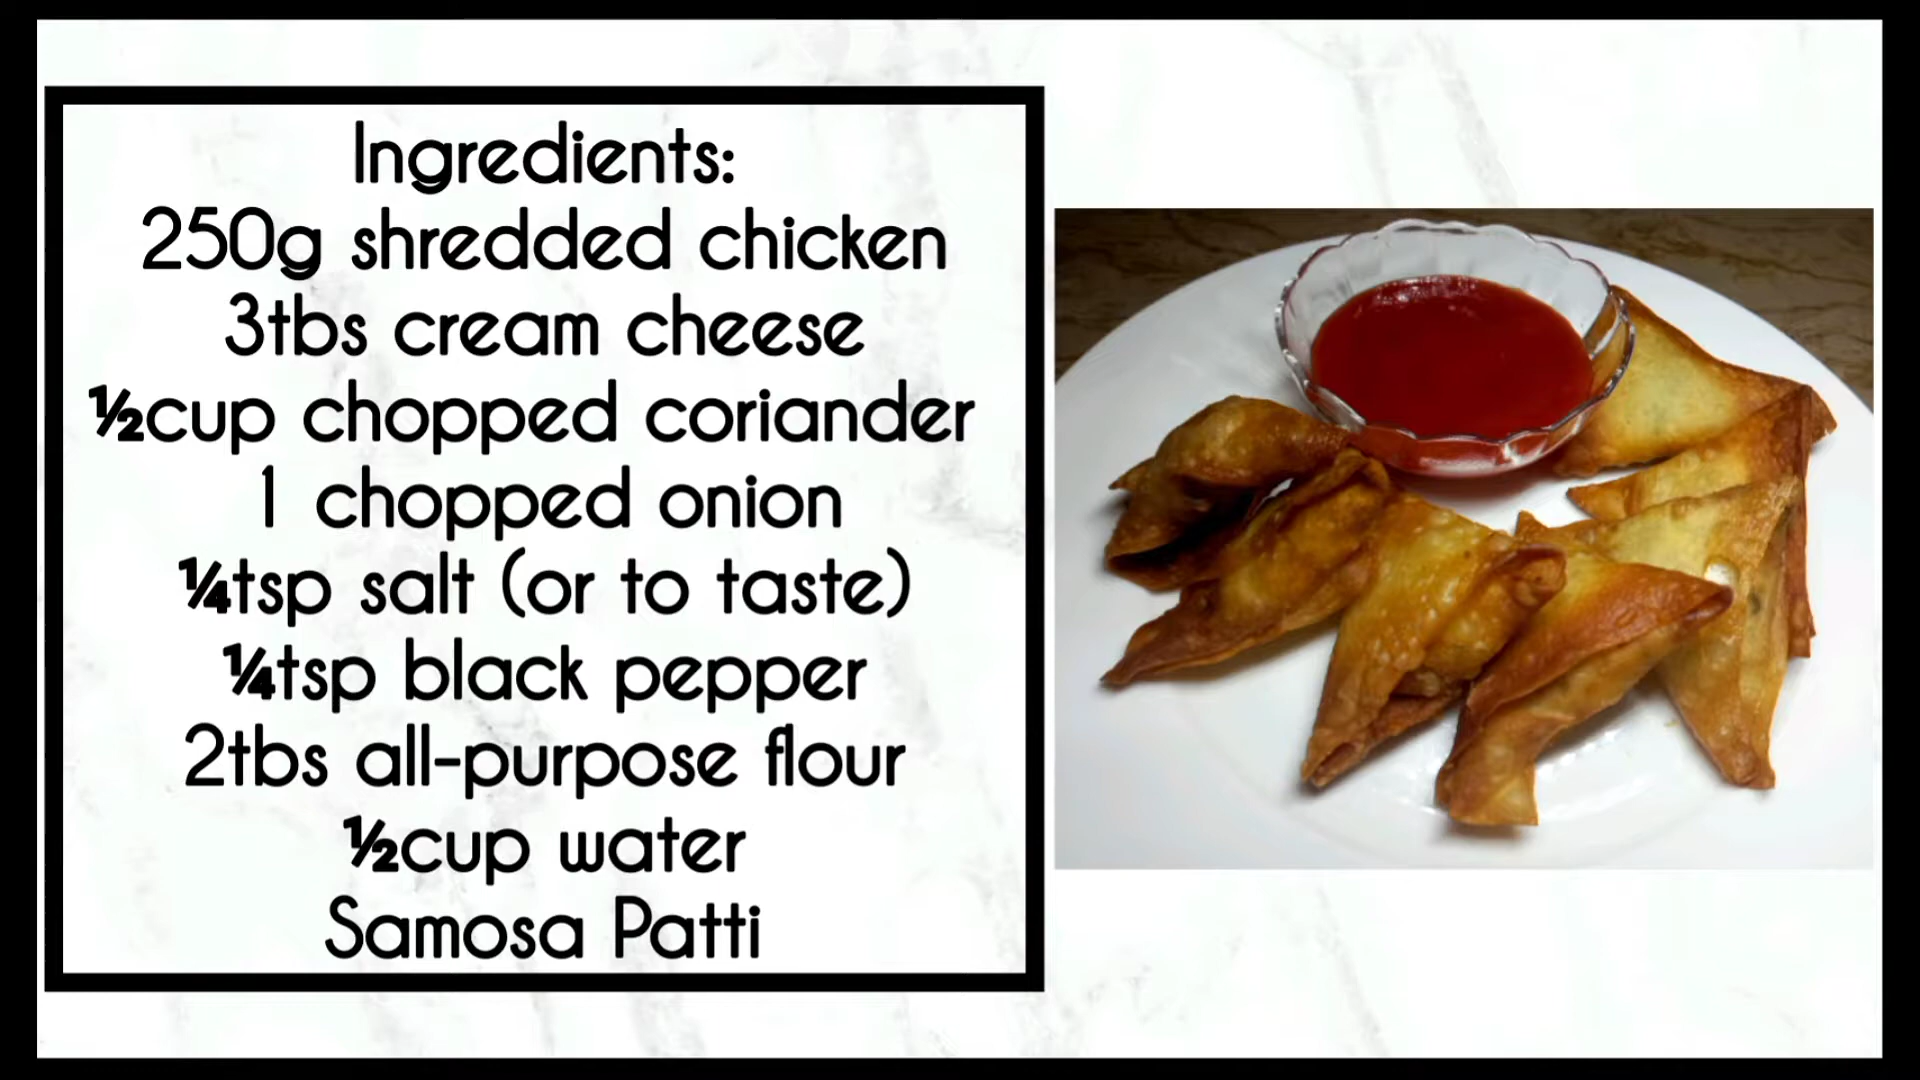 Ingredients:
250g shredded chicken
3tbs cream cheese
½cup chopped coriander
1 chopped onion
¼tsp salt (or to taste)
¼tsp black pepper
2tbs all-purpose flour
½cup water
Samosa Patti